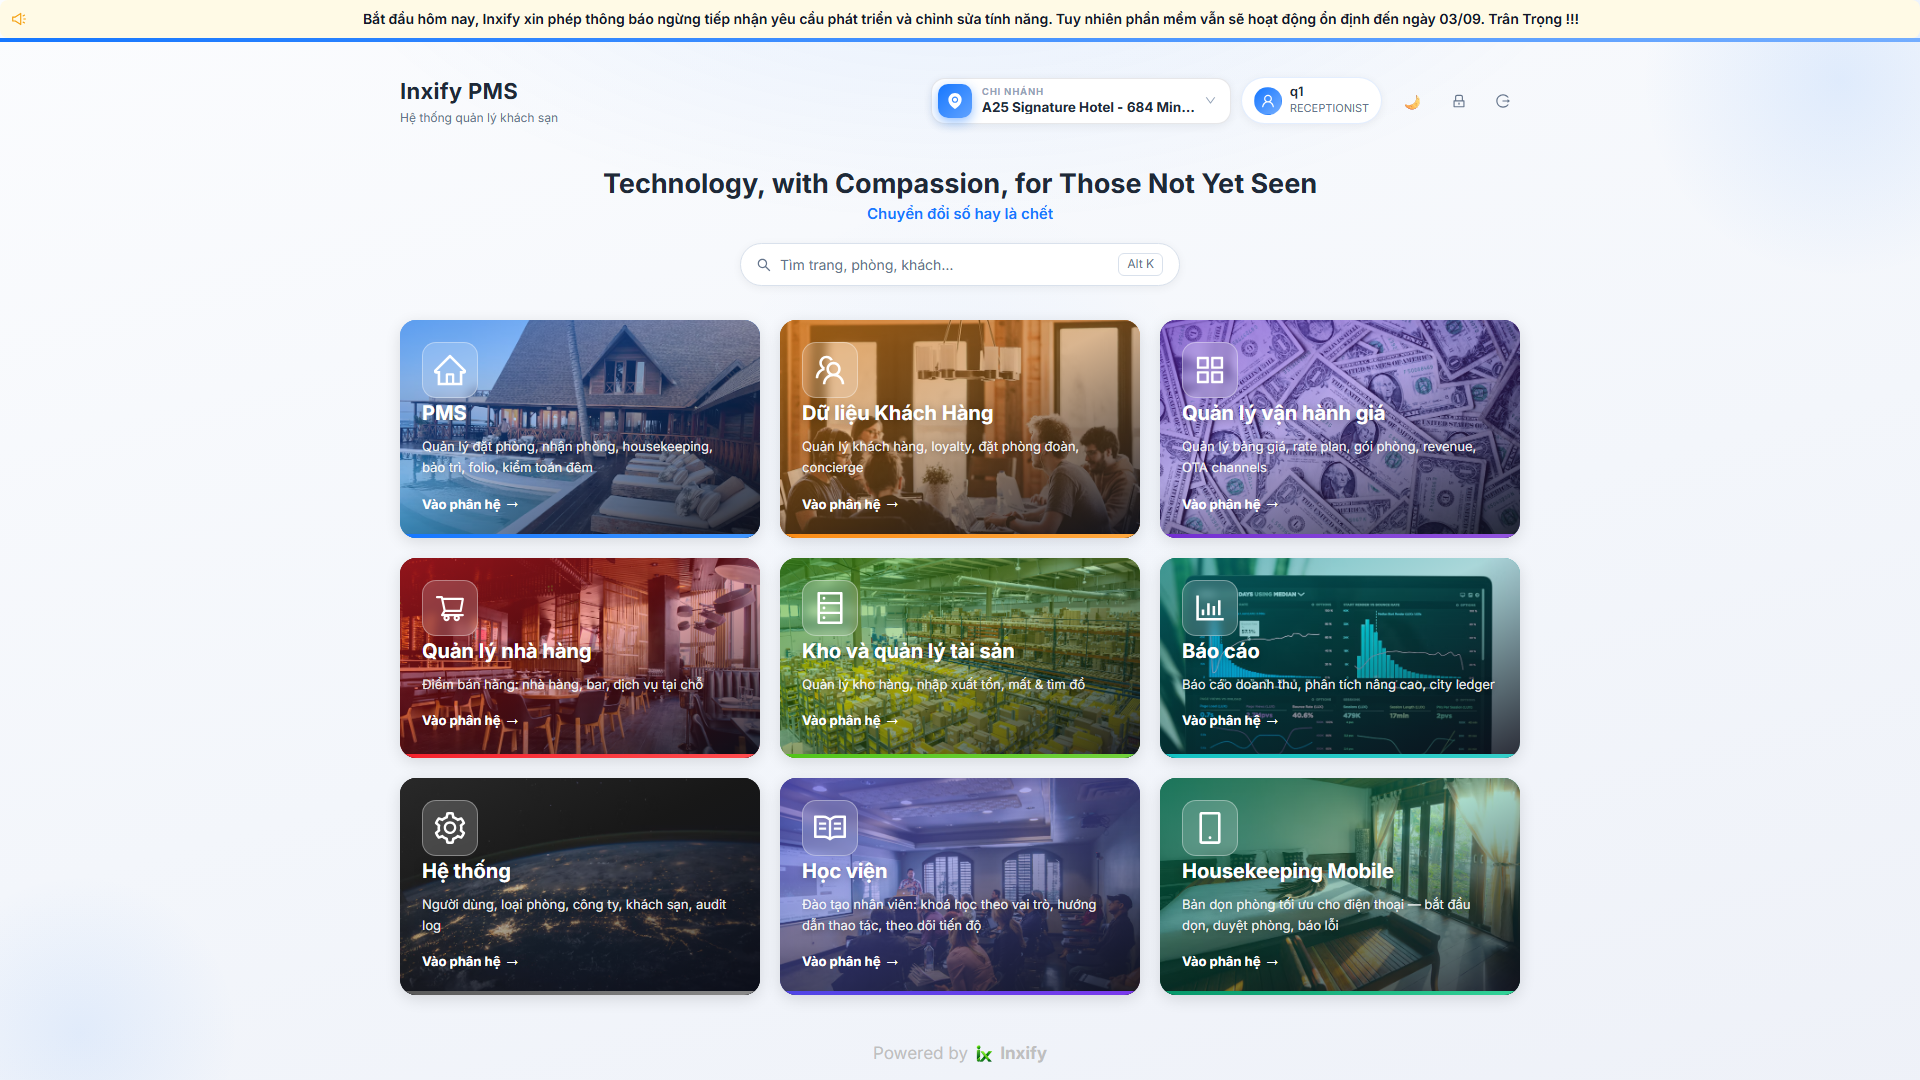 Bắt đầu hôm nay, Inxify xin phép thông báo ngừng tiếp nhận yêu cầu phát triển và chỉnh sửa tính năng. Tuy nhiên phần mềm vẫn sẽ hoạt động ổn định đến ngày 03/09. Trân Trọng !!!
Inxify PMS
Hệ thống quản lý khách sạn
CHI NHÁNH
A25 Signature Hotel - 684 Min...
q1
RECEPTIONIST
Technology, with Compassion, for Those Not Yet Seen
Chuyển đổi số hay là chết
Tìm trang, phòng, khách...
Alt K
PMS
Quản lý đặt phòng, nhận phòng, housekeeping,
bảo trì, folio, kiểm toán đêm
Vào phân hệ →
Dữ liệu Khách Hàng
Quản lý khách hàng, loyalty, đặt phòng đoàn,
concierge
Vào phân hệ →
Quản lý vận hành giá
Quản lý bảng giá, rate plan, gói phòng, revenue,
OTA channels
Vào phân hệ →
Quản lý nhà hàng
Điểm bán hàng: nhà hàng, bar, dịch vụ tại chỗ
Vào phân hệ →
Kho và quản lý tài sản
Quản lý kho hàng, nhập xuất tồn, mất & tìm đồ
Vào phân hệ →
DAYS USING MEDIAN
Báo cáo
Báo cáo doanh thu, phân tích nâng cao, city ledger
40.6%
479K
17min
2pvs
Vào phân hệ →
Hệ thống
Người dùng, loại phòng, công ty, khách sạn, audit
log
Vào phân hệ →
Học viện
Đào tạo nhân viên: khoá học theo vai trò, hướng
dẫn thao tác, theo dõi tiến độ
Vào phân hệ →
Housekeeping Mobile
Bản dọn phòng tối ưu cho điện thoại — bắt đầu
dọn, duyệt phòng, báo lỗi
Vào phân hệ →
Powered by ix Inxify